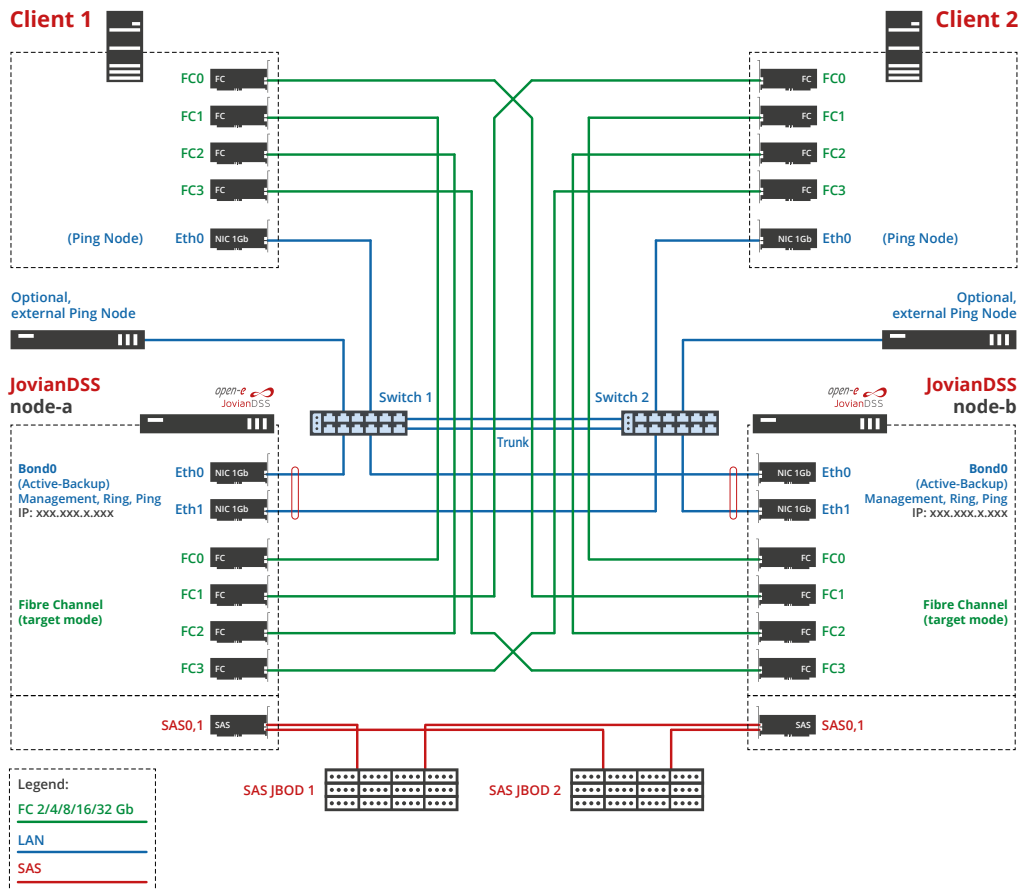 Client 1
Client 2
FC0
FC
FC1
FC
FC2
FC
FC3
FC
(Ping Node)
Eth0
NIC 1Gb
FC
FC0
FC
FC1
FC
FC2
FC
FC3
NIC 1Gb
Eth0
(Ping Node)
Optional,
external Ping Node
Optional,
external Ping Node
JovianDSS
node-a
open-e
JovianDSS
Switch 1
Switch 2
Trunk
open-e
JovianDSS
JovianDSS
node-b
Bond0
(Active-Backup)
Management, Ring, Ping
IP: xxx.xxx.x.xxx
Eth0
NIC 1Gb
Eth1
NIC 1Gb
FC0
FC
FC1
FC
FC2
FC
FC3
FC
Fibre Channel
(target mode)
SAS0,1
SAS
NIC 1Gb
Eth0
NIC 1Gb
Eth1
Bond0
(Active-Backup)
Management, Ring, Ping
IP: xxx.xxx.x.xxx
FC
FC0
FC
FC1
FC
FC2
FC
FC3
Fibre Channel
(target mode)
SAS
SAS0,1
SAS JBOD 1
SAS JBOD 2
Legend:
FC 2/4/8/16/32 Gb
LAN
SAS